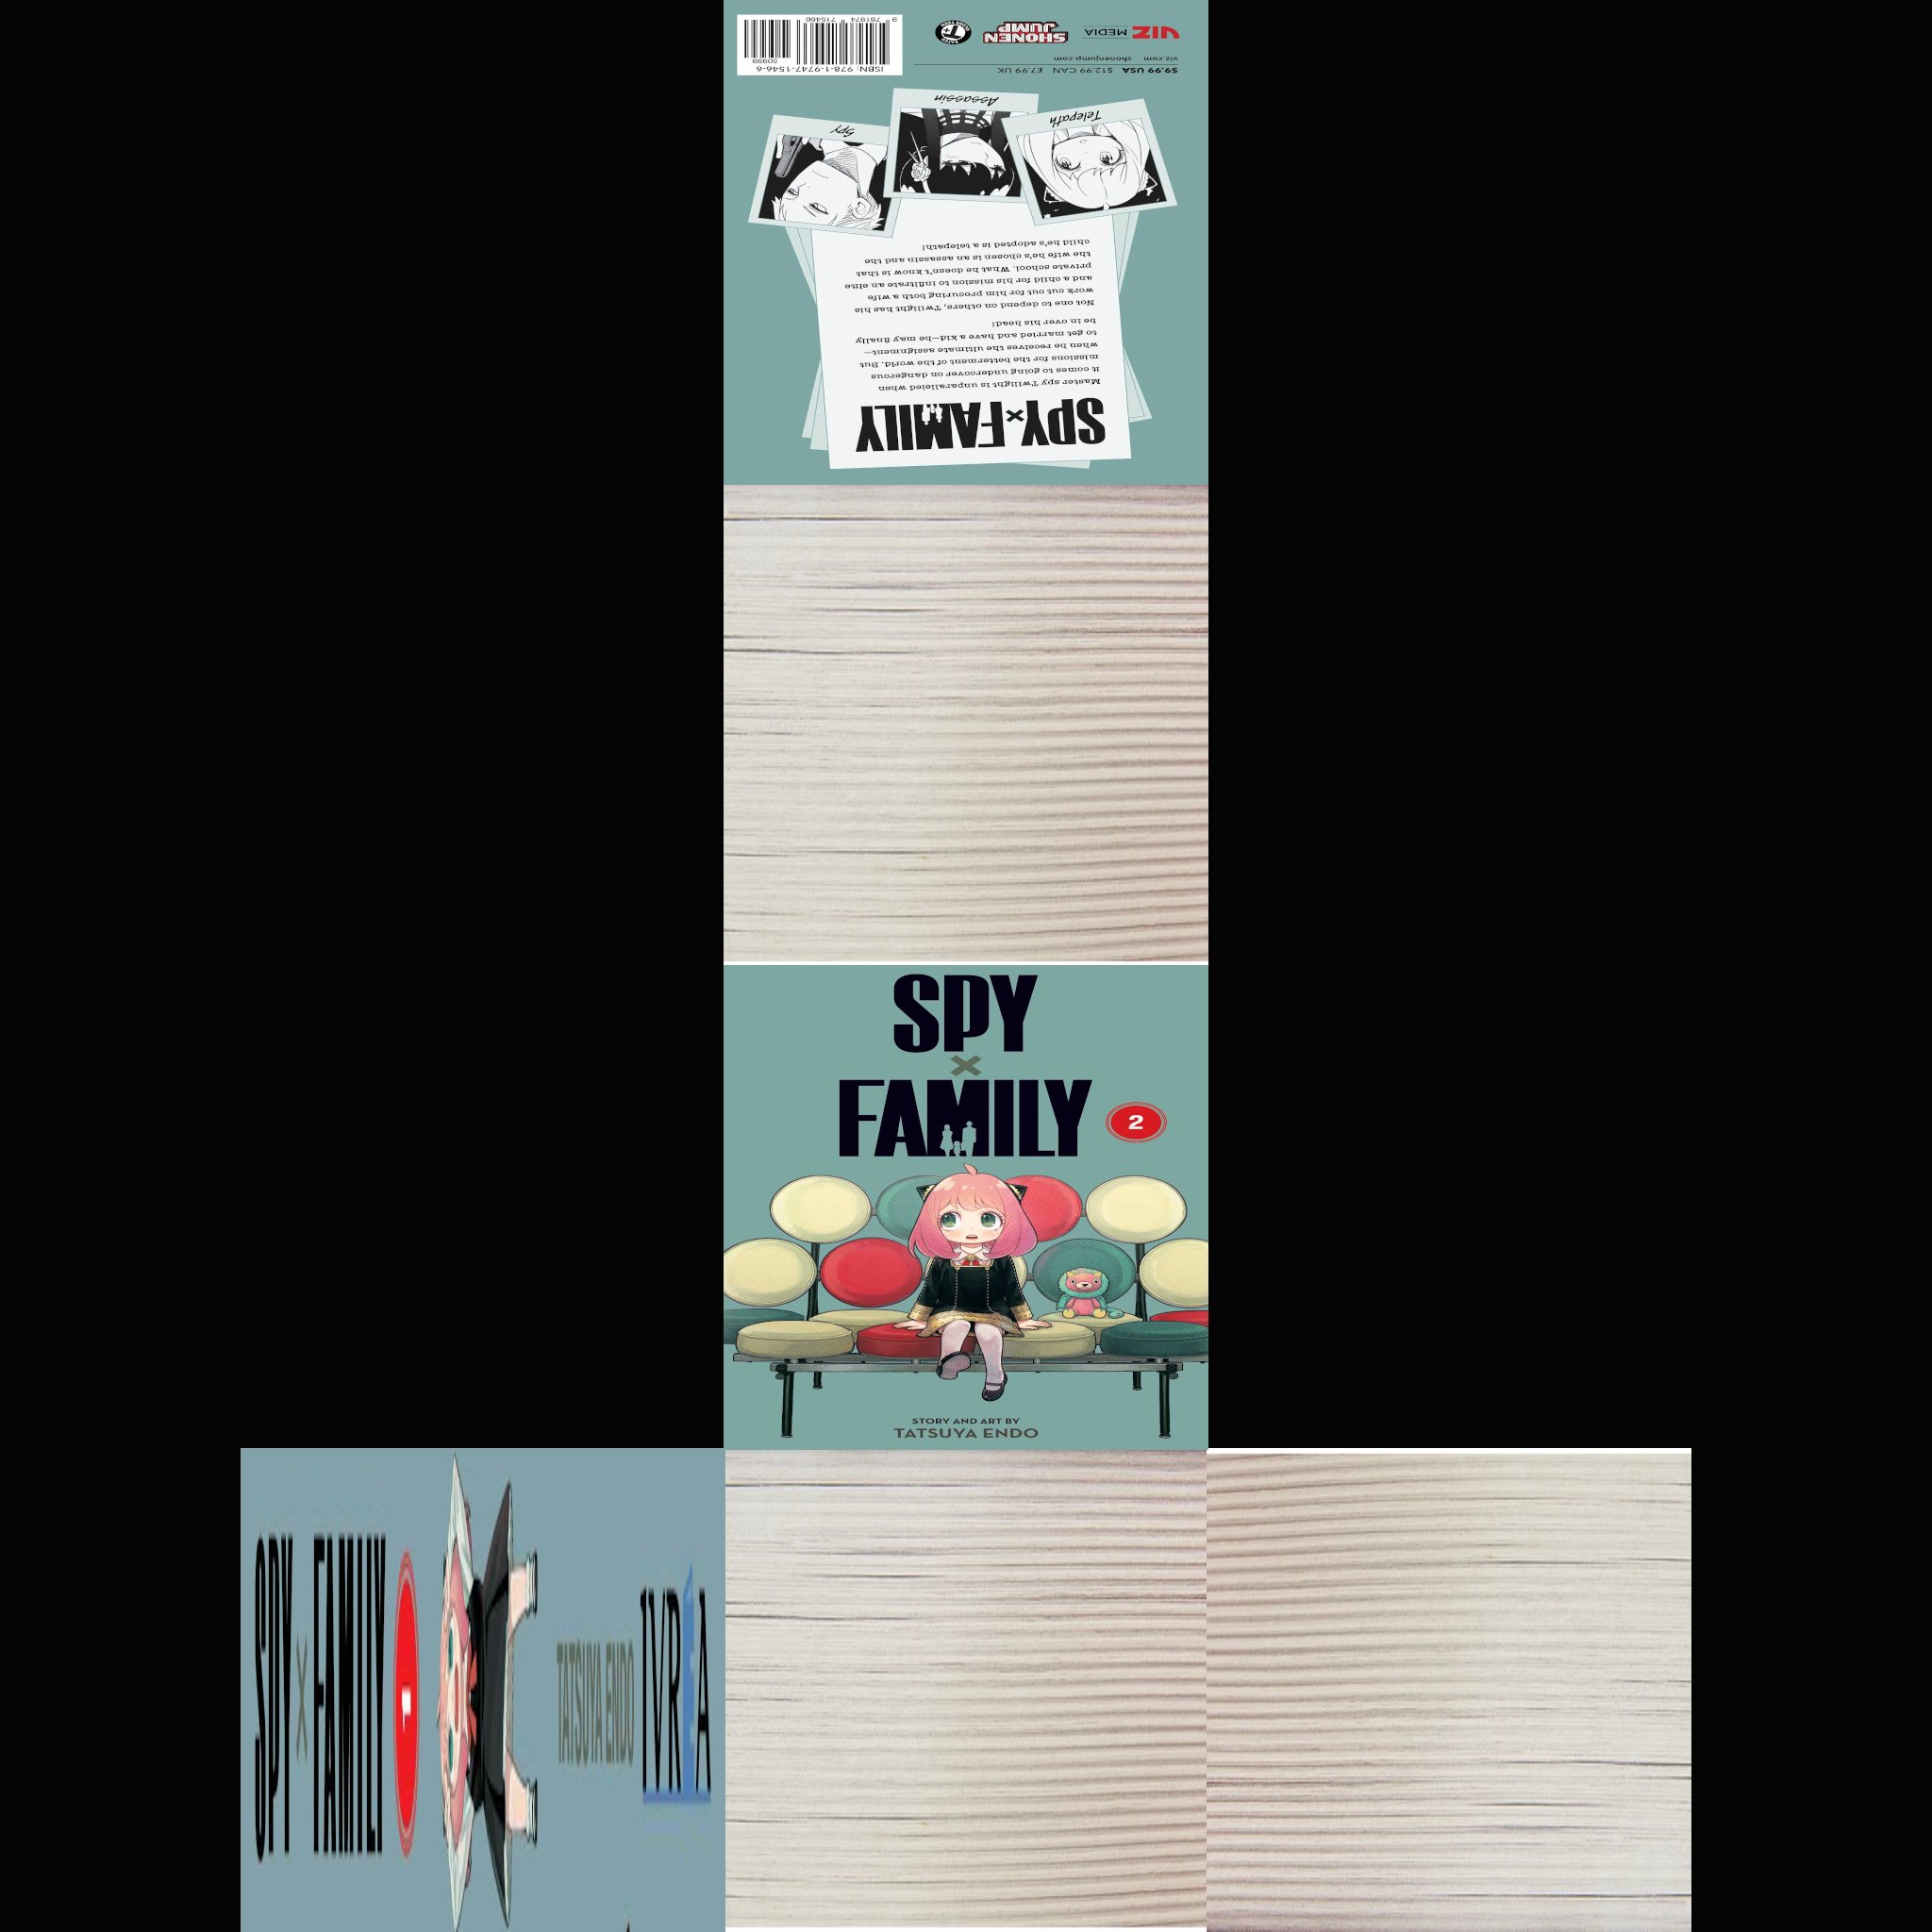 SPY×FAMILY
Master spy Twilight is unparalleled when
it comes to going undercover on dangerous
missions for the betterment of the world. But
when he receives the ultimate assignment—
to get married and have a kid—he may finally
be in over his head!
Not one to depend on others, Twilight has his
work cut out for him procuring both a wife
and a child for his mission to infiltrate an elite
private school. What he doesn't know is that
the wife he's chosen is an assassin and the
child he's adopted is a telepath!
Telepath
Assassin
Spy
$9.99 USA $12.99 CAN £7.99 UK
viz.com shonenjump.com
VIZ MEDIA
SHONEN
JUMP
T+
ISBN: 978-1-9747-1546-6
50999
9 781974 715466
SPY
×
FAMILY
2
STORY AND ART BY
TATSUYA ENDO
SPY × FAMILY
1
TATSUYA ENDO
IVREA